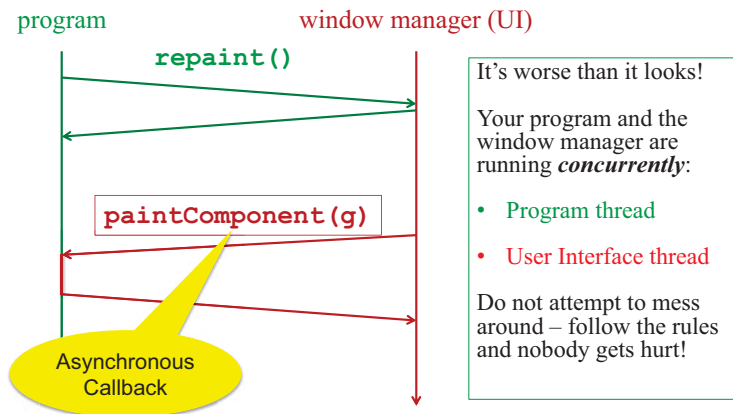 program
window manager (UI)
repaint()
paintComponent(g)
Asynchronous
Callback
It's worse than it looks!
Your program and the
window manager are
running concurrently:
• Program thread
• User Interface thread
Do not attempt to mess
around – follow the rules
and nobody gets hurt!